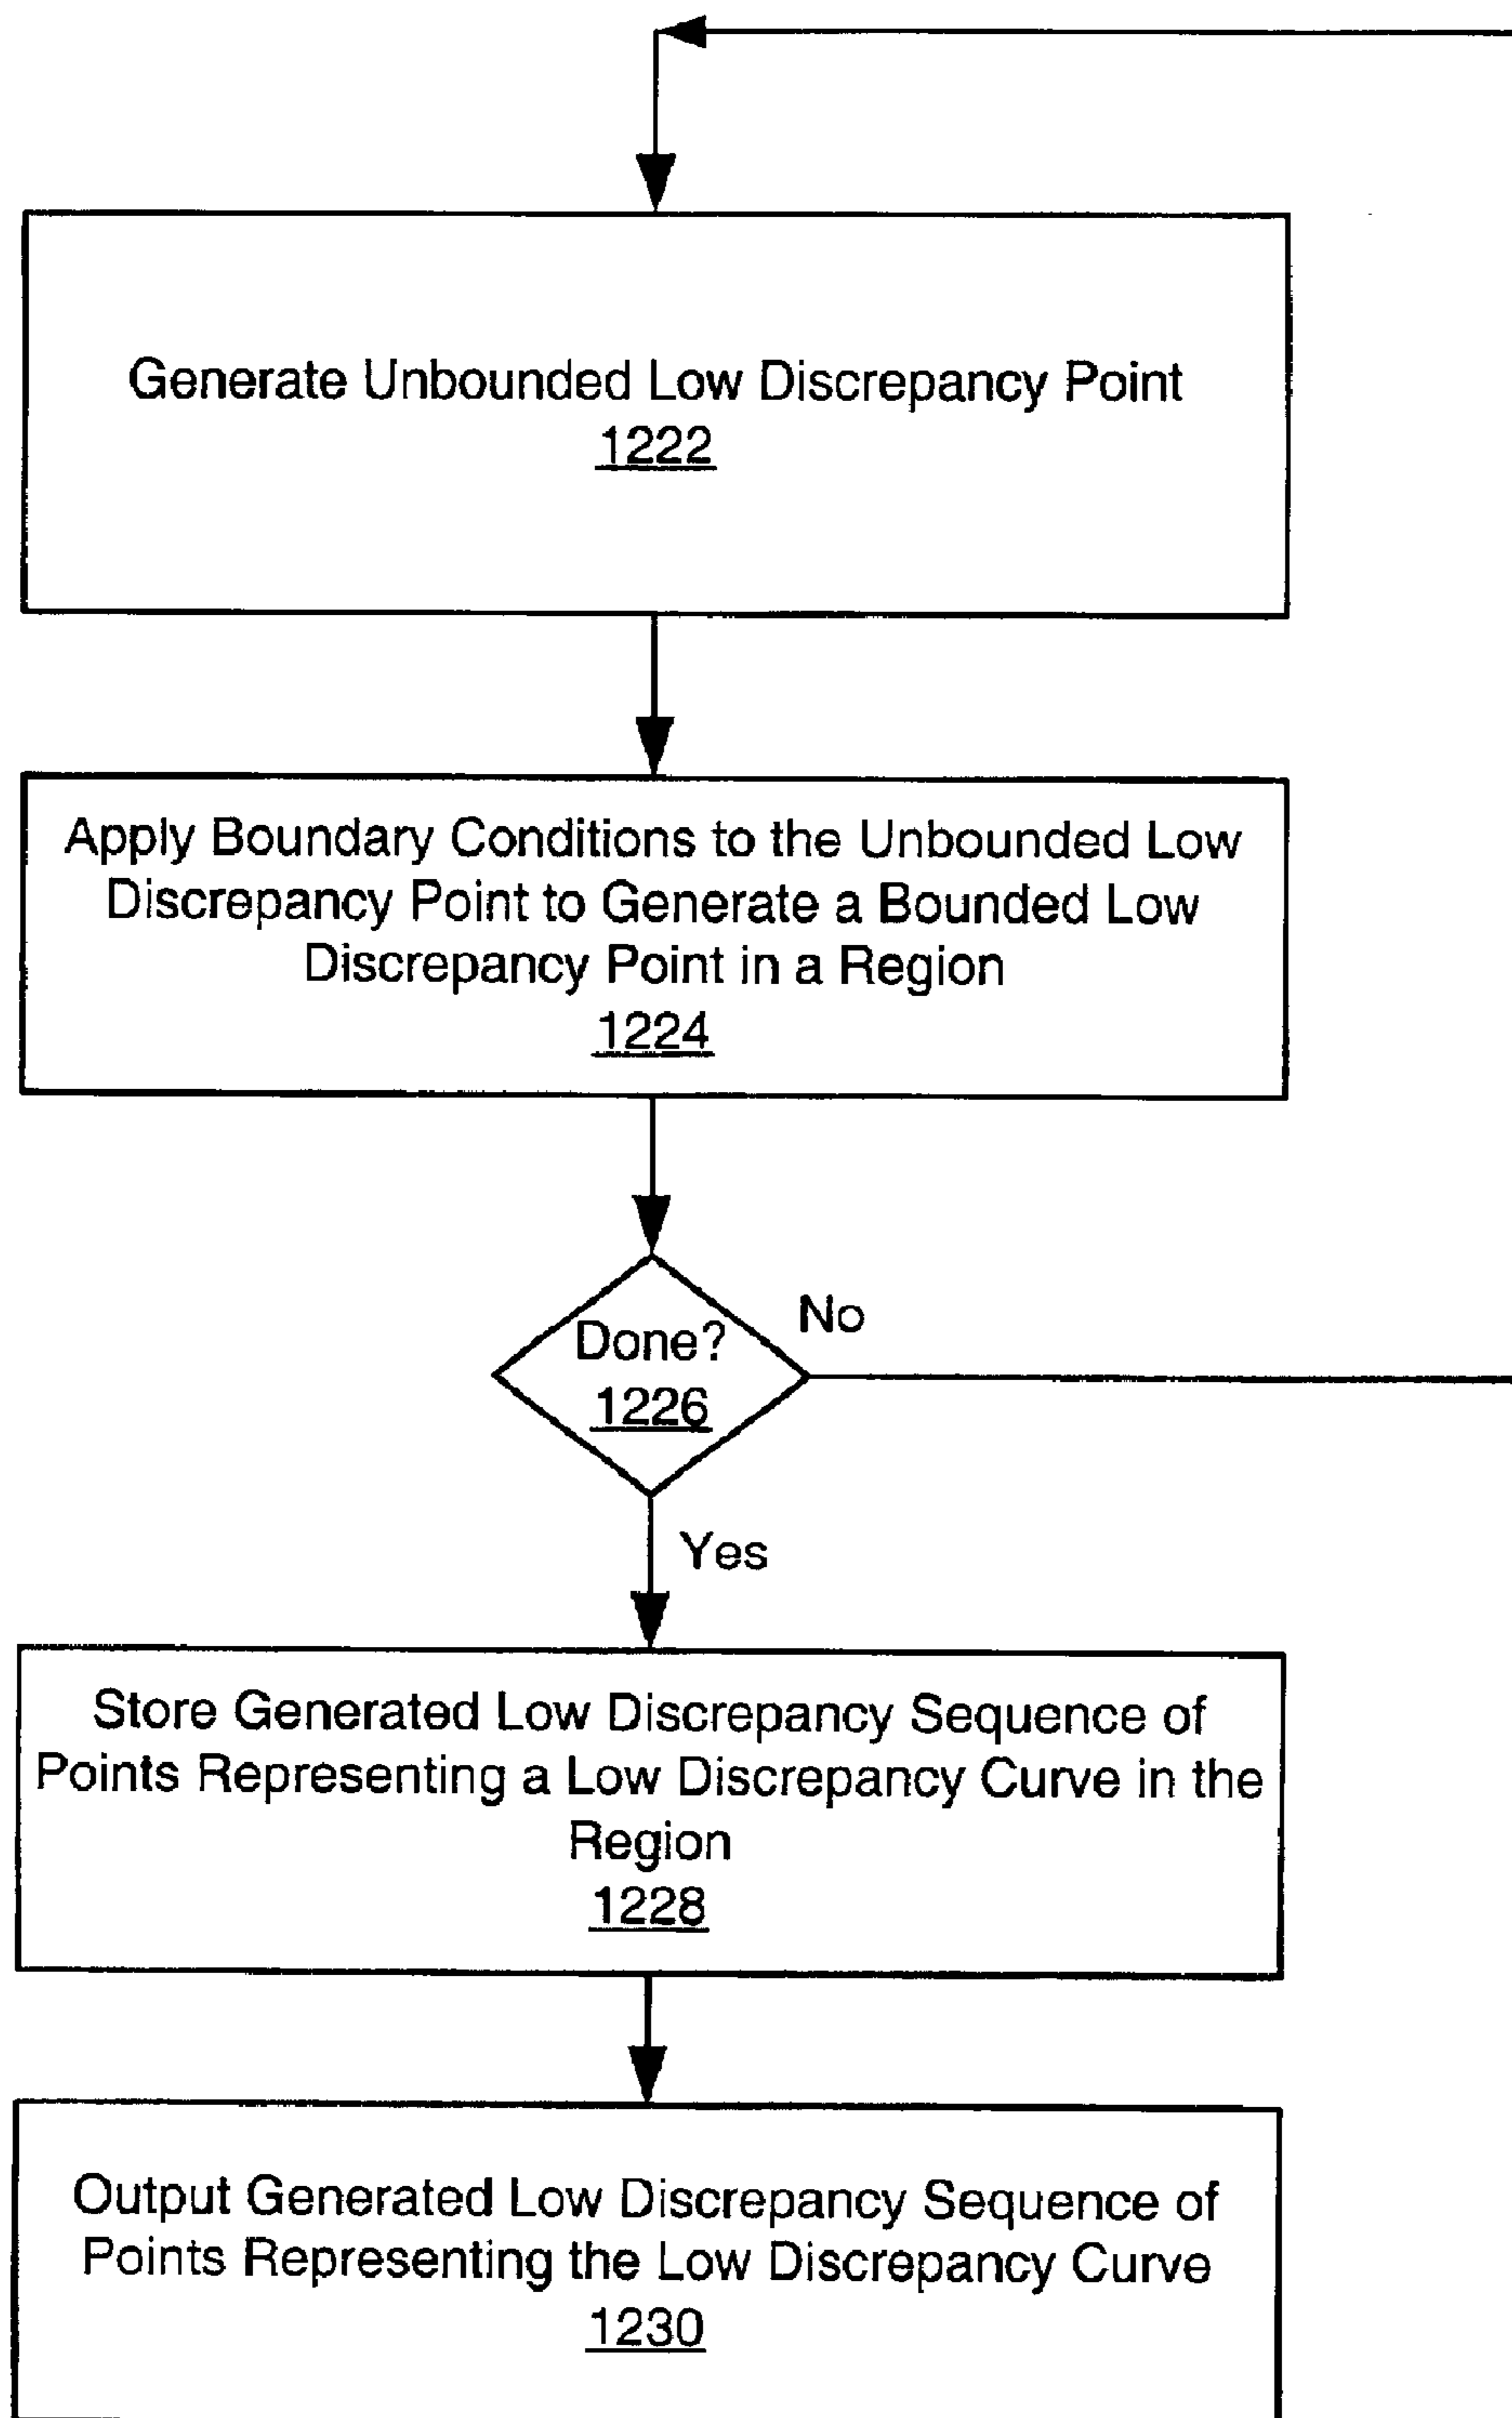 Generate Unbounded Low Discrepancy Point
1222
Apply Boundary Conditions to the Unbounded Low
Discrepancy Point to Generate a Bounded Low
Discrepancy Point in a Region
1224
Done?
1226
No
Yes
Store Generated Low Discrepancy Sequence of
Points Representing a Low Discrepancy Curve in the
Region
1228
Output Generated Low Discrepancy Sequence of
Points Representing the Low Discrepancy Curve
1230